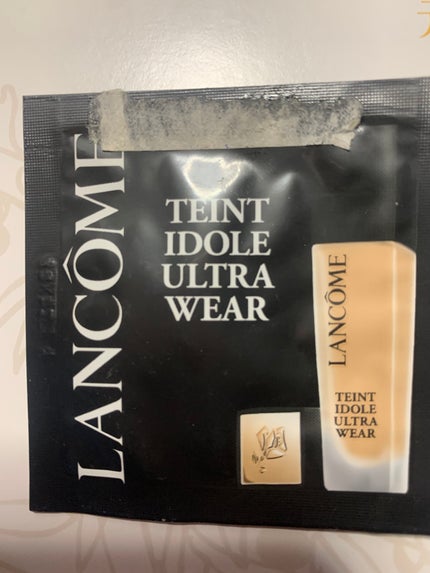 LANCÔME
TEINT
IDOLE
ULTRA
WEAR
LANCÔME
TEINT
IDOLE
ULTRA
WEAR